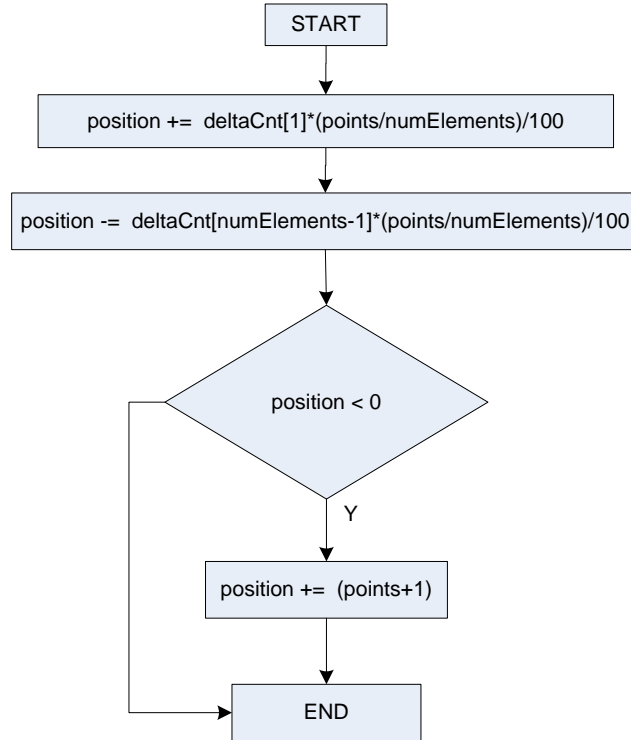 START
position += deltaCnt[1]*(points/numElements)/100
position -= deltaCnt[numElements-1]*(points/numElements)/100
position < 0
Y
position += (points+1)
END